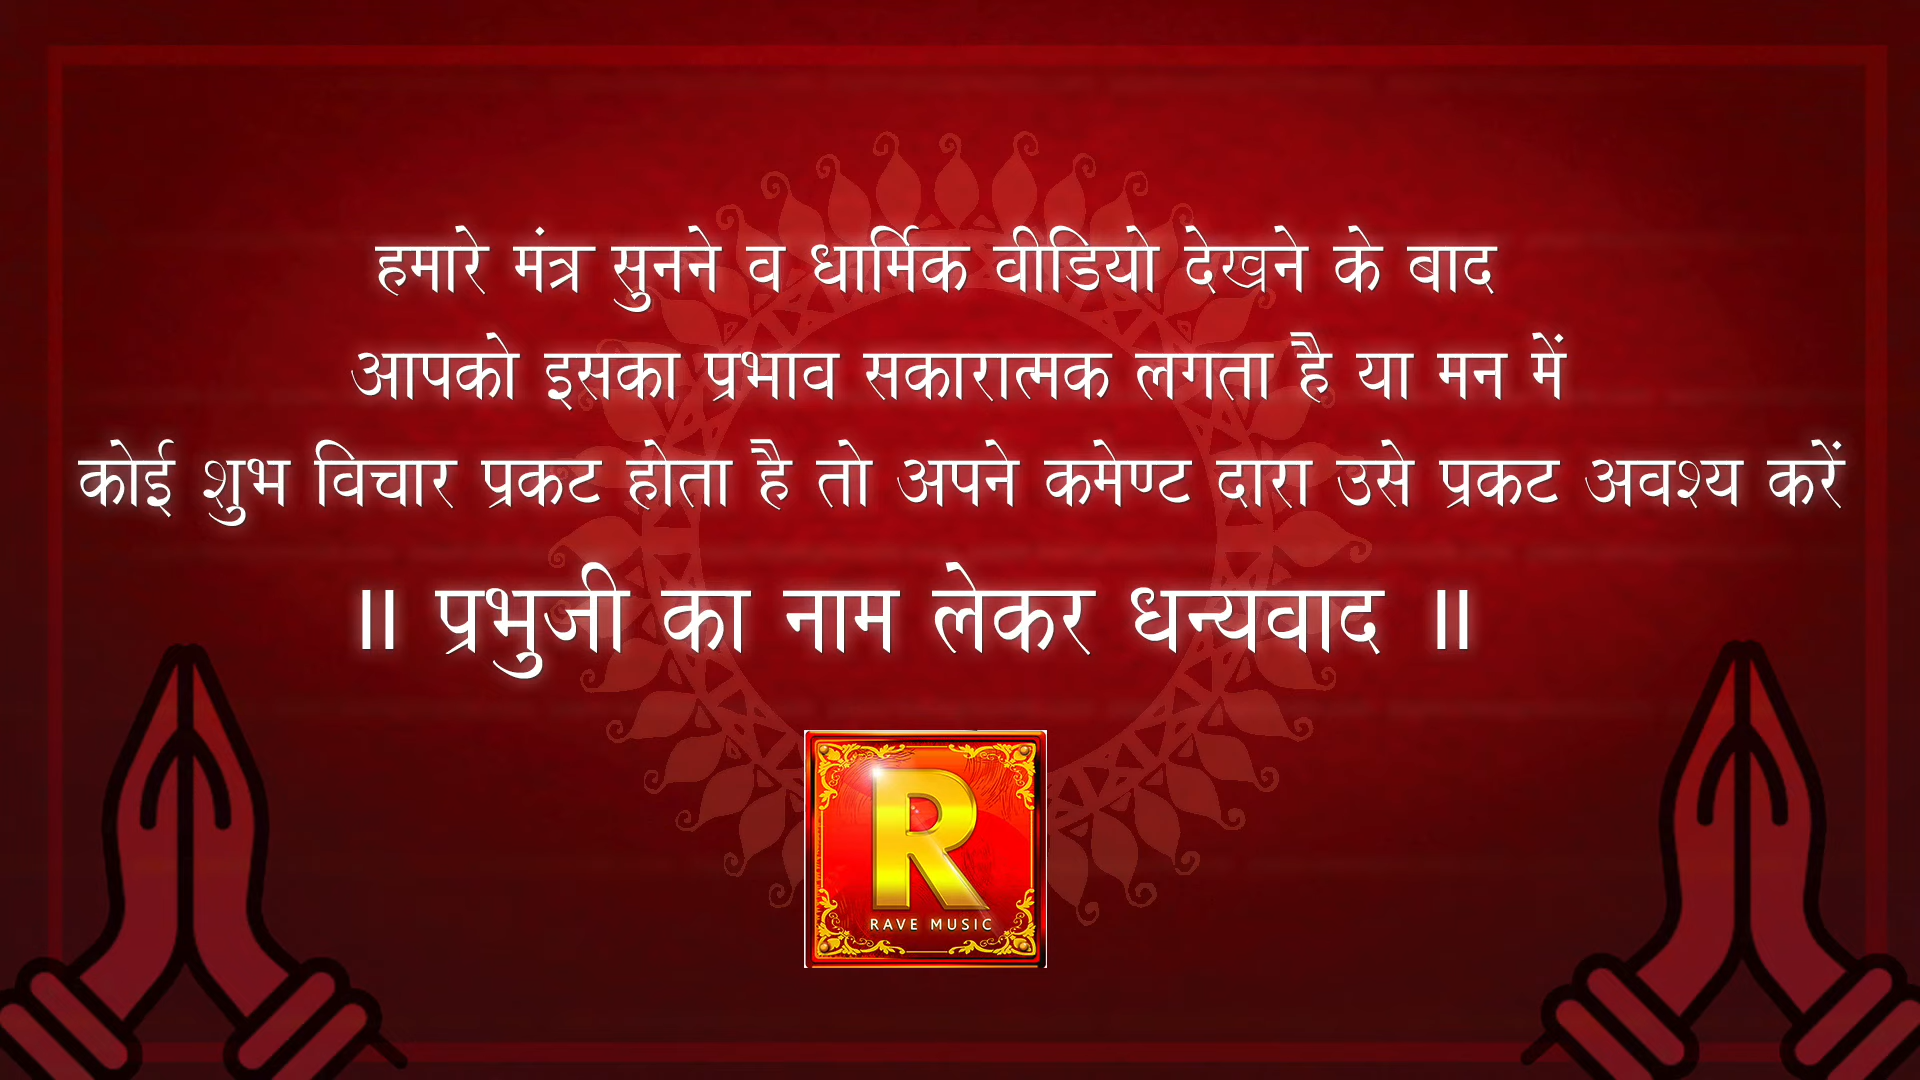 हमारे मंत्र सुनने व धार्मिक वीडियो देखने के बाद
आपको इसका प्रभाव सकारात्मक लगता है या मन में
कोई शुभ विचार प्रकट होता है तो अपने कमेण्ट दारा उसे प्रकट अवश्य करें
॥ प्रभुजी का नाम लेकर धन्यवाद ॥
R
RAVE MUSIC